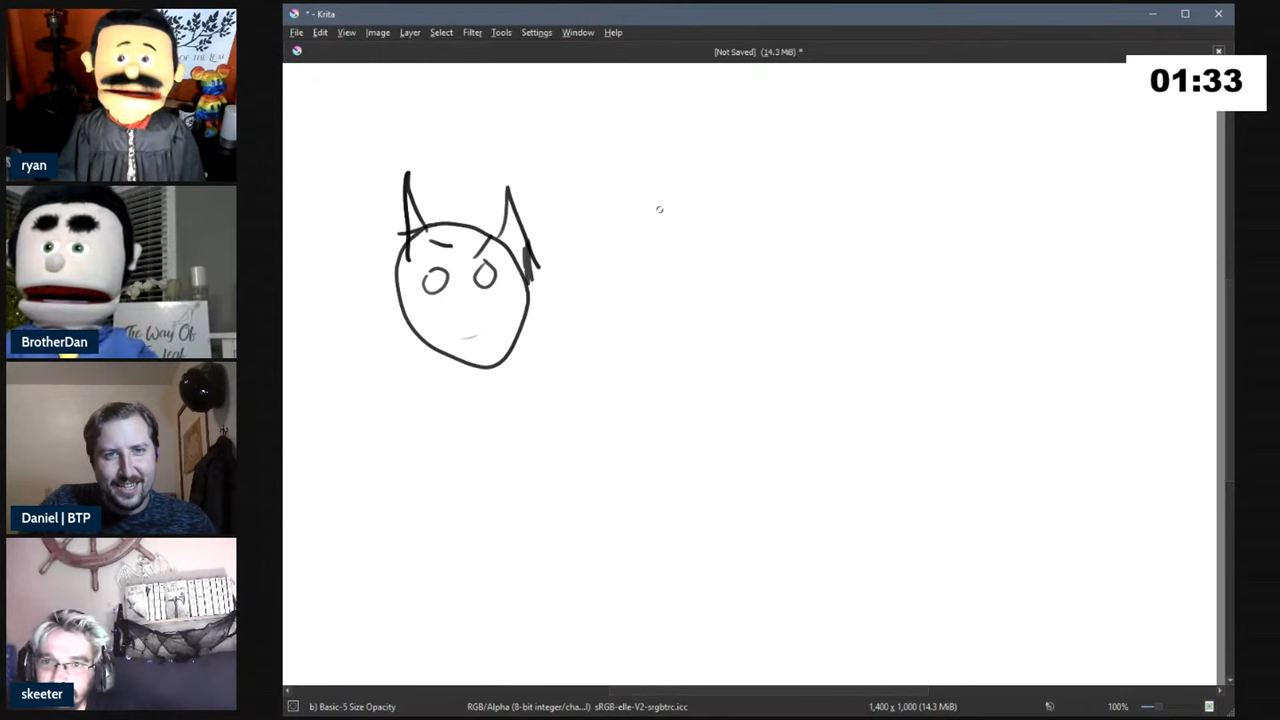 * - Krita
File Edit View Image Layer Select Filter Tools Settings Window Help
[Not Saved] (14.3 MiB) *
01:33
ryan
BrotherDan
The Way Of
Daniel | BTP
skeeter
b) Basic-5 Size Opacity
RGB/Alpha (8-bit integer/cha...l) sRGB-elle-V2-srgbtrc.icc
1,400 x 1,000 (14.3 MiB)
100%